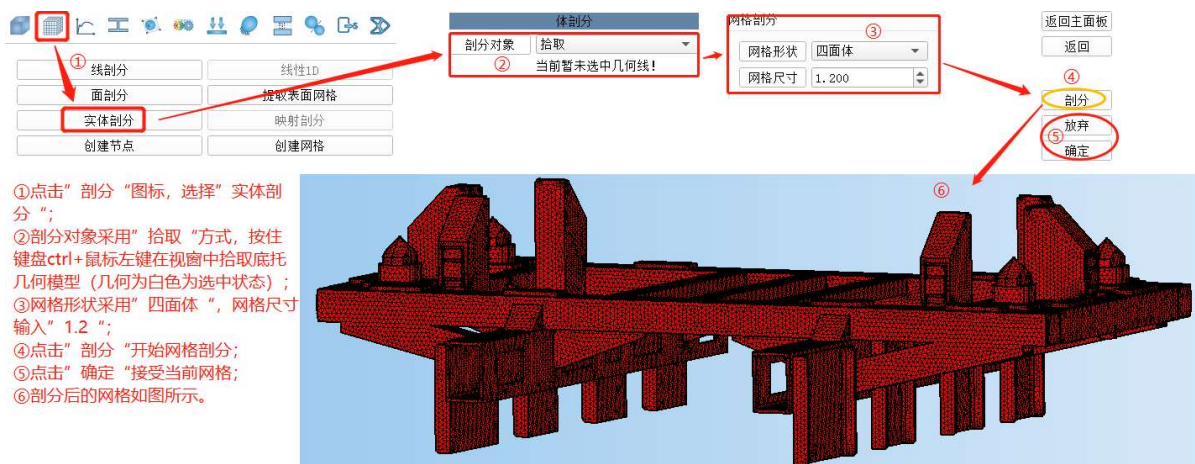 线剖分
线性1D
面剖分
提取表面网格
实体剖分
映射剖分
创建节点
创建网格
①
体剖分
剖分对象
拾取
②
当前暂未选中几何线!
网格剖分
③
网格形状
四面体
网格尺寸
1.200
返回主面板
返回
④
剖分
放弃
⑤
确定
①点击”剖分“图标，选择”实体剖
分“；
②剖分对象采用”拾取“方式，按住
键盘ctrl+鼠标左键在视窗中拾取底托
几何模型（几何为白色为选中状态）；
③网格形状采用”四面体“，网格尺寸
输入”1.2“；
④点击”剖分“开始网格剖分；
⑤点击”确定“接受当前网格；
⑥剖分后的网格如图所示。
⑥